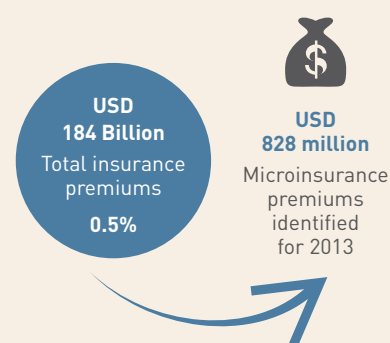 USD
184 Billion
Total insurance
premiums
0.5%
$
USD
828 million
Microinsurance
premiums
identified
for 2013